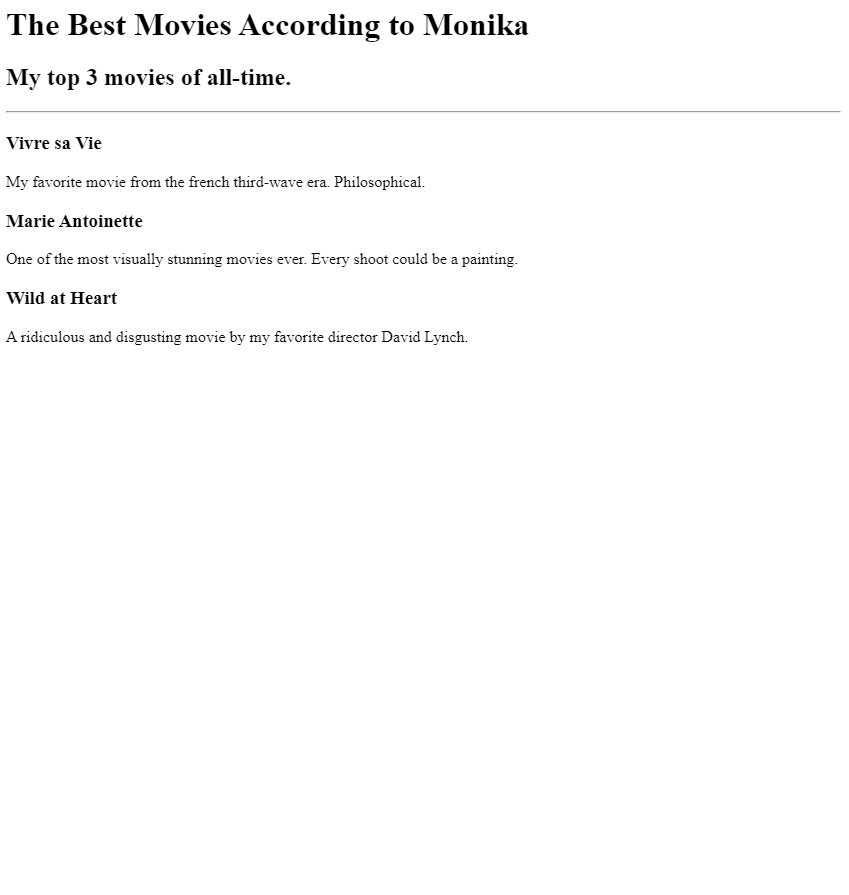 The Best Movies According to Monika
My top 3 movies of all-time.
Vivre sa Vie
My favorite movie from the french third-wave era. Philosophical.
Marie Antoinette
One of the most visually stunning movies ever. Every shoot could be a painting.
Wild at Heart
A ridiculous and disgusting movie by my favorite director David Lynch.